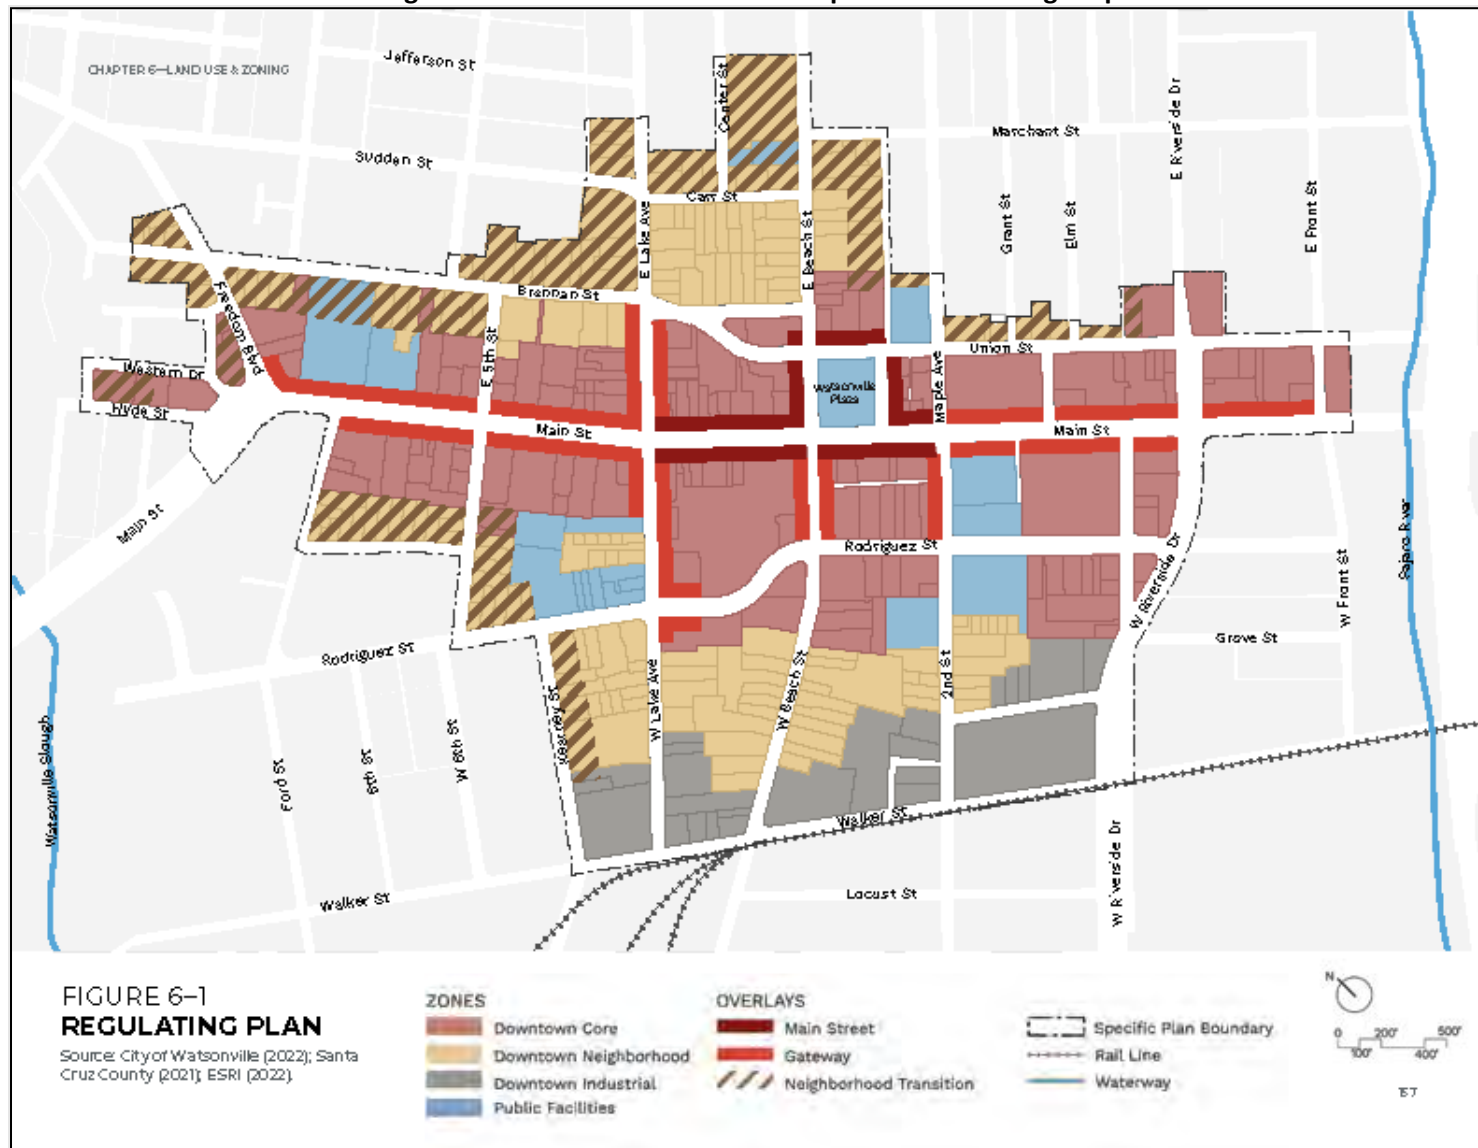 CHAPTER 6—LAND USE & ZONING
Jefferson St
Sudden St
Center St
Marchant St
E Riverside Dr
Carr St
E Lake Ave
E Beach St
Grant St
Elm St
E Front St
Brennan St
Freedom Blvd
E 5th St
Union St
Maple Ave
Western Dr
Hyde St
Watsonville
Plaza
Main St
Main St
Main St
Rodriguez St
Pajaro River
W Riverside Dr
W Front St
Grove St
Rodriguez St
Kearney St
W Lake Ave
W Beach St
2nd St
Watsonville Slough
Ford St
6th St
W 6th St
Walker St
Walker St
Locust St
W Riverside Dr
FIGURE 6–1
REGULATING PLAN
Source: City of Watsonville (2022); Santa
Cruz County (2021); ESRI (2022).
ZONES
Downtown Core
Downtown Neighborhood
Downtown Industrial
Public Facilities
OVERLAYS
Main Street
Gateway
Neighborhood Transition
Specific Plan Boundary
Rail Line
Waterway
N
0 200' 500'
100' 400'
157